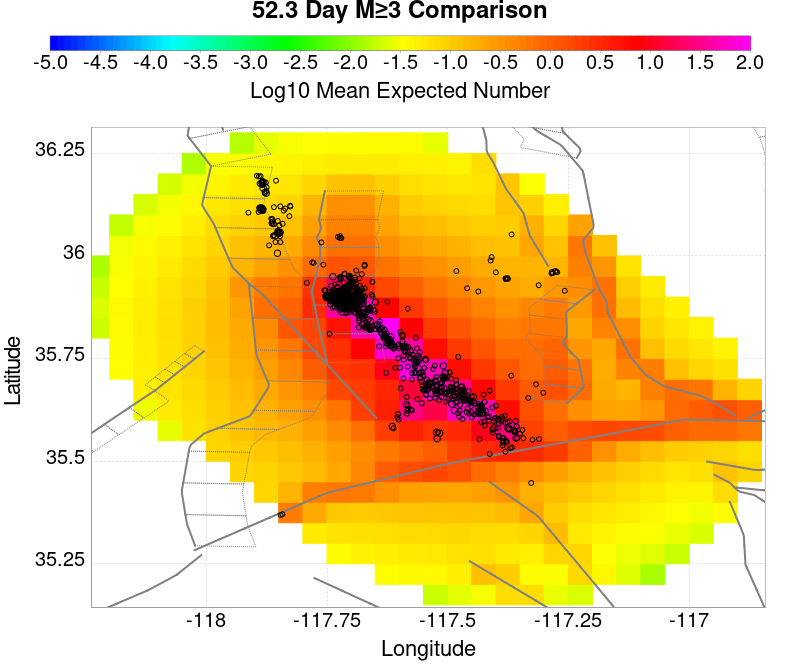 52.3 Day M≥3 Comparison
-5.0 -4.5 -4.0 -3.5 -3.0 -2.5 -2.0 -1.5 -1.0 -0.5 0.0 0.5 1.0 1.5 2.0
Log10 Mean Expected Number
36.25
36
35.75
35.5
35.25
Latitude
-118 -117.75 -117.5 -117.25 -117
Longitude